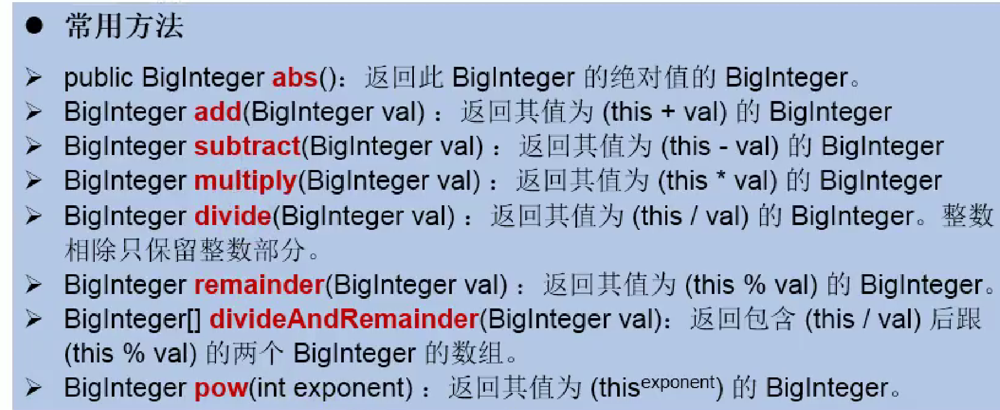 ● 常用方法
➢ public BigInteger abs()：返回此 BigInteger 的绝对值的 BigInteger。
➢ BigInteger add(BigInteger val) ：返回其值为 (this + val) 的 BigInteger
➢ BigInteger subtract(BigInteger val) ：返回其值为 (this - val) 的 BigInteger
➢ BigInteger multiply(BigInteger val) ：返回其值为 (this * val) 的 BigInteger
➢ BigInteger divide(BigInteger val) ：返回其值为 (this / val) 的 BigInteger。整数
相除只保留整数部分。
➢ BigInteger remainder(BigInteger val) ：返回其值为 (this % val) 的 BigInteger。
➢ BigInteger[] divideAndRemainder(BigInteger val)：返回包含 (this / val) 后跟
(this % val) 的两个 BigInteger 的数组。
➢ BigInteger pow(int exponent) ：返回其值为 (this^exponent) 的 BigInteger。